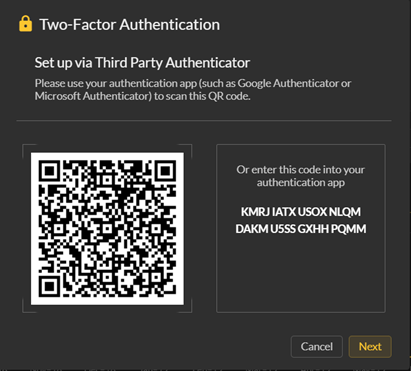 Two-Factor Authentication
Set up via Third Party Authenticator
Please use your authentication app (such as Google Authenticator or
Microsoft Authenticator) to scan this QR code.
Or enter this code into your
authentication app
KMRJ IATX USOX NLQM
DAKM U5SS GXHH PQMM
Cancel
Next